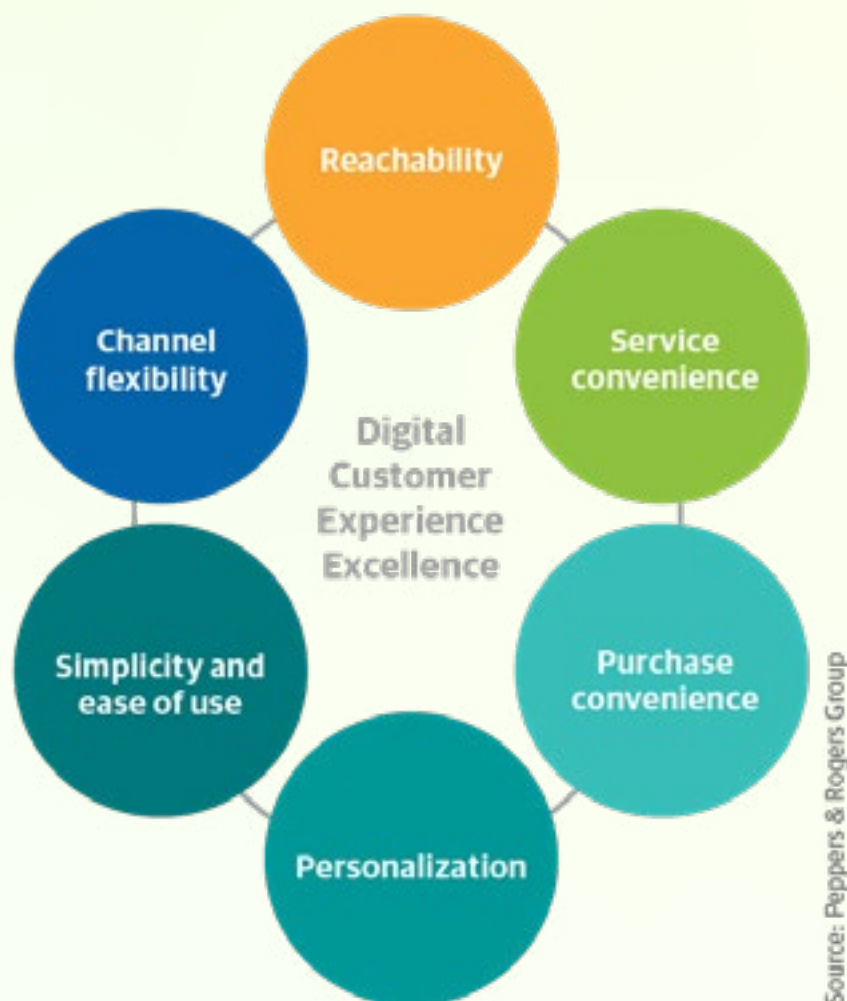 Reachability
Service
convenience
Purchase
convenience
Personalization
Simplicity and
ease of use
Channel
flexibility
Digital
Customer
Experience
Excellence
Source: Peppers & Rogers Group